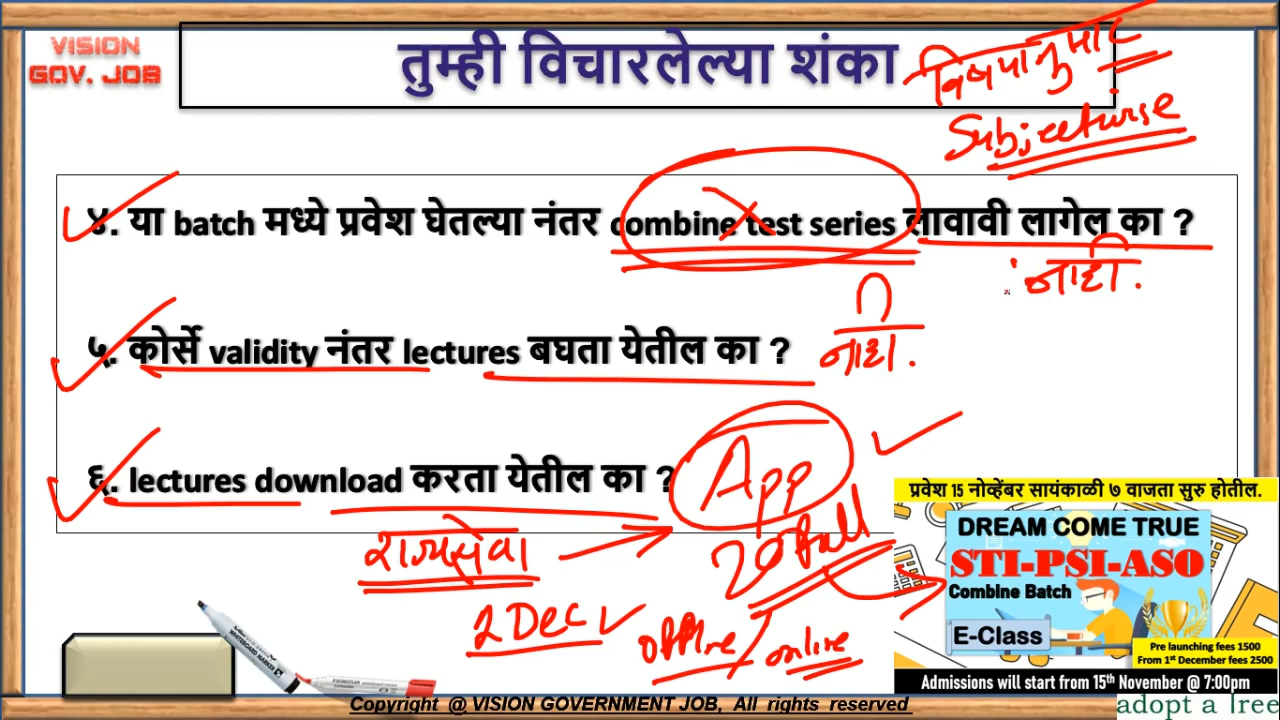 VISION
GOV. JOB
तुम्ही विचारलेल्या शंका
विषयानुसार
Subjectwise
४. या batch मध्ये प्रवेश घेतल्या नंतर combine test series लावावी लागेल का ?
नाही.
५. कोर्से validity नंतर lectures बघता येतील का ?
नाही.
६. lectures download करता येतील का ?
App
राज्यसेवा
2 Dec
offline/online
प्रवेश 15 नोव्हेंबर सायंकाळी ७ वाजता सुरु होतील.
DREAM COME TRUE
STI-PSI-ASO
Combine Batch
E-Class
Pre launching fees 1500
From 1st December fees 2500
Admissions will start from 15th November @ 7:00pm
Copyright @ VISION GOVERNMENT JOB, All rights reserved
adopt a Tree